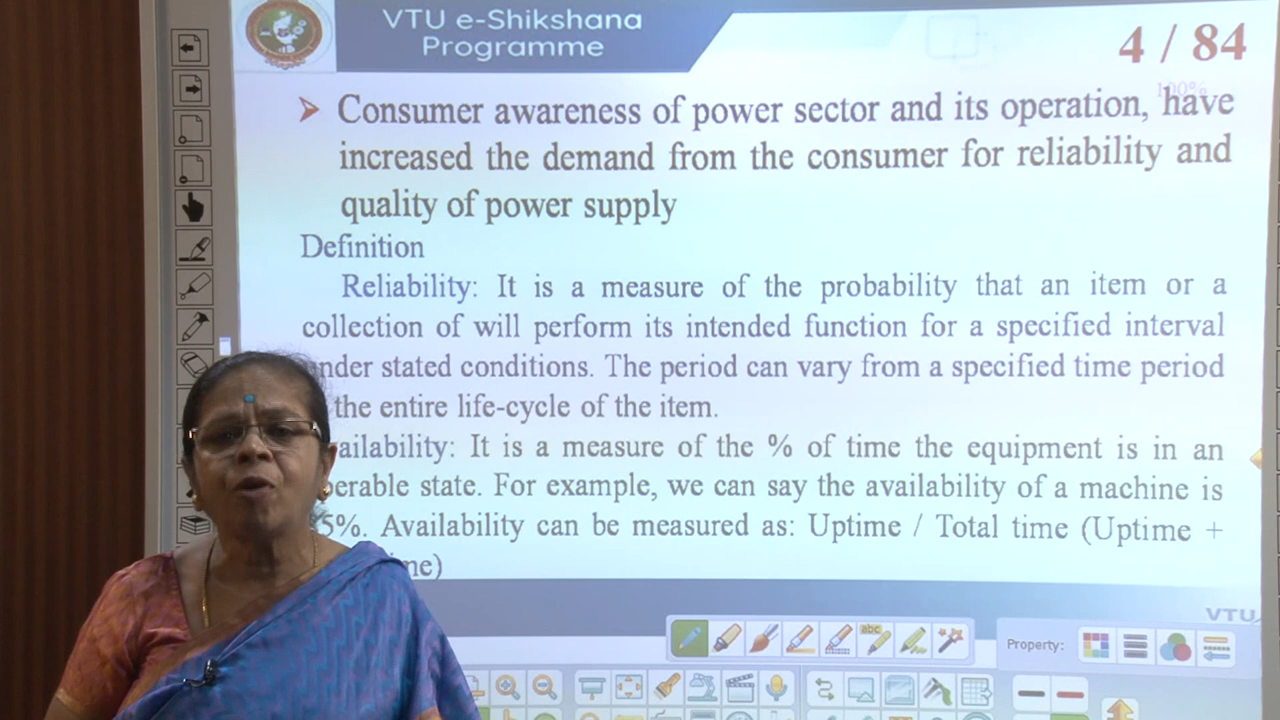 VTU e-Shikshana
Programme
4 / 84
100%
➤ Consumer awareness of power sector and its operation, have
increased the demand from the consumer for reliability and
quality of power supply
Definition
Reliability: It is a measure of the probability that an item or a
collection of will perform its intended function for a specified interval
nder stated conditions. The period can vary from a specified time period
the entire life-cycle of the item.
ailability: It is a measure of the % of time the equipment is in an
perable state. For example, we can say the availability of a machine is
5%. Availability can be measured as: Uptime / Total time (Uptime +
ne)
VTU
abc
Property: